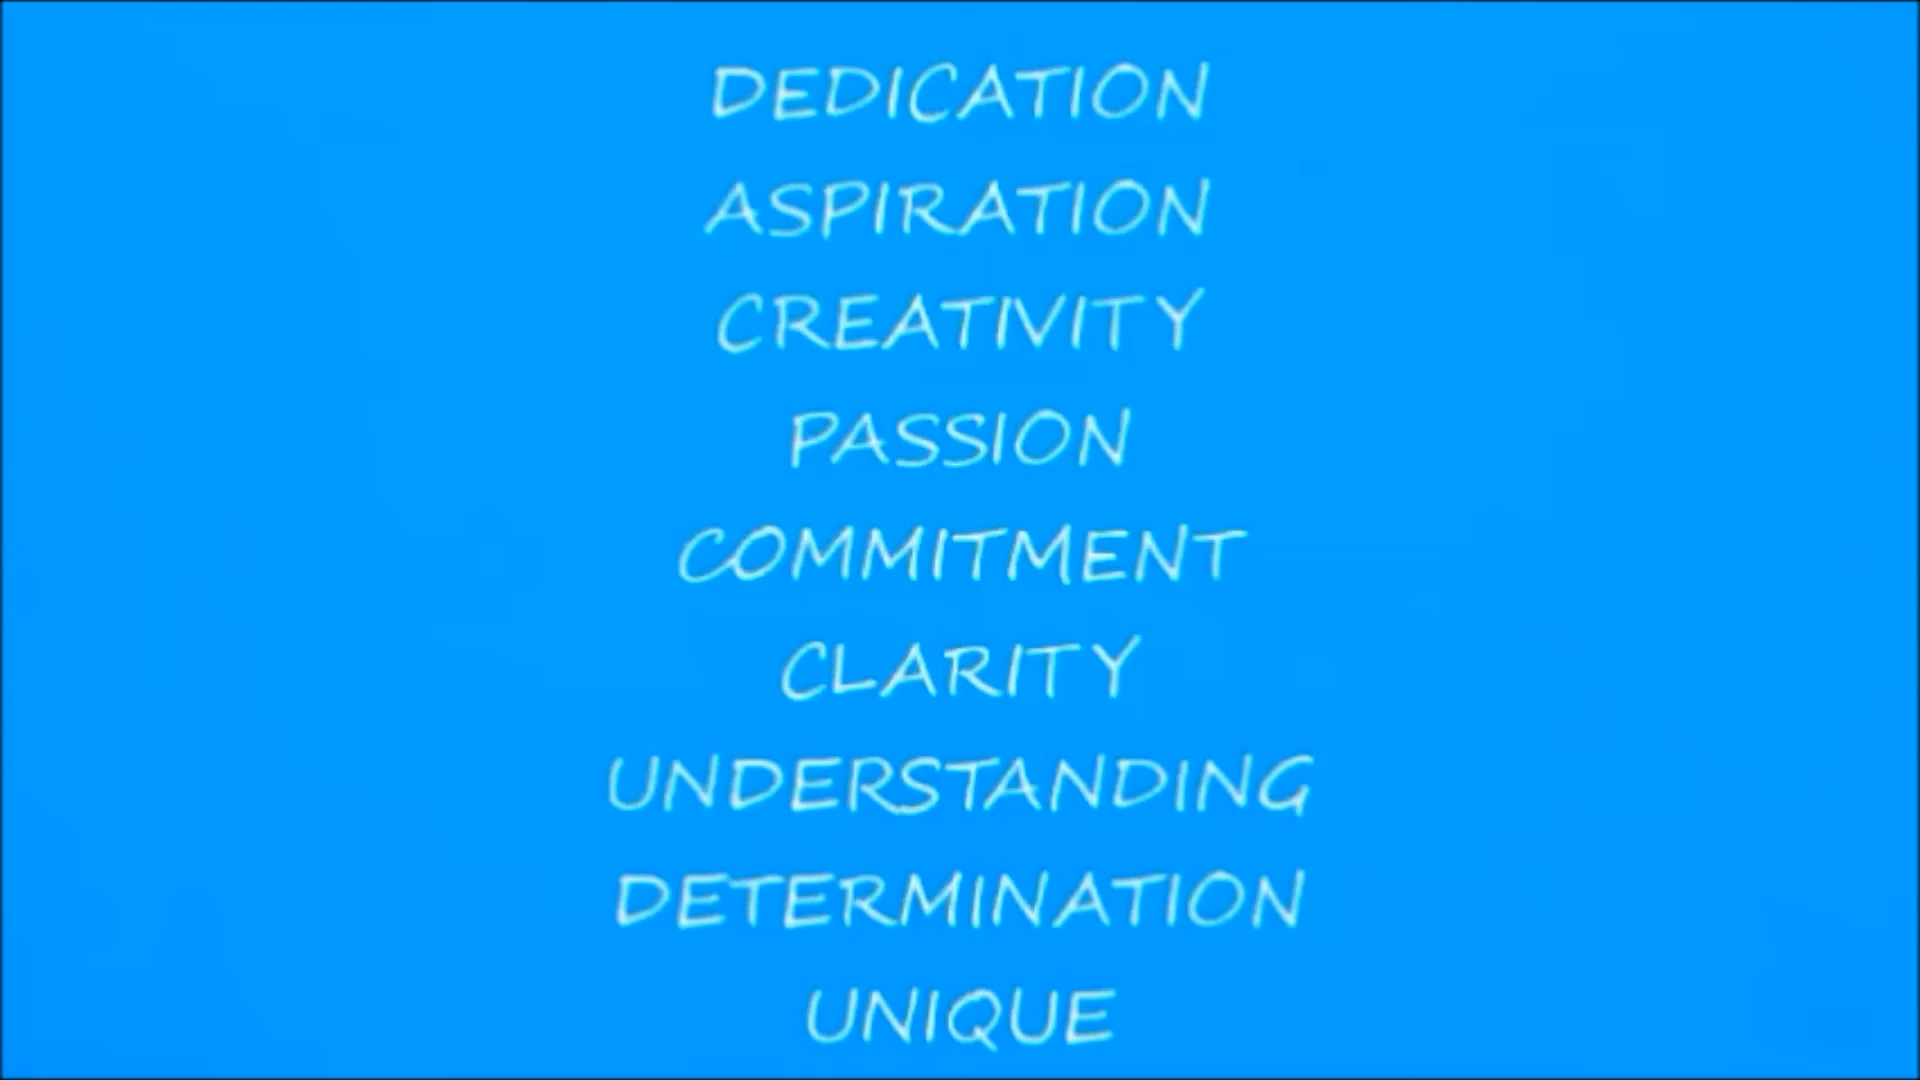 DEDICATION
ASPIRATION
CREATIVITY
PASSION
COMMITMENT
CLARITY
UNDERSTANDING
DETERMINATION
UNIQUE